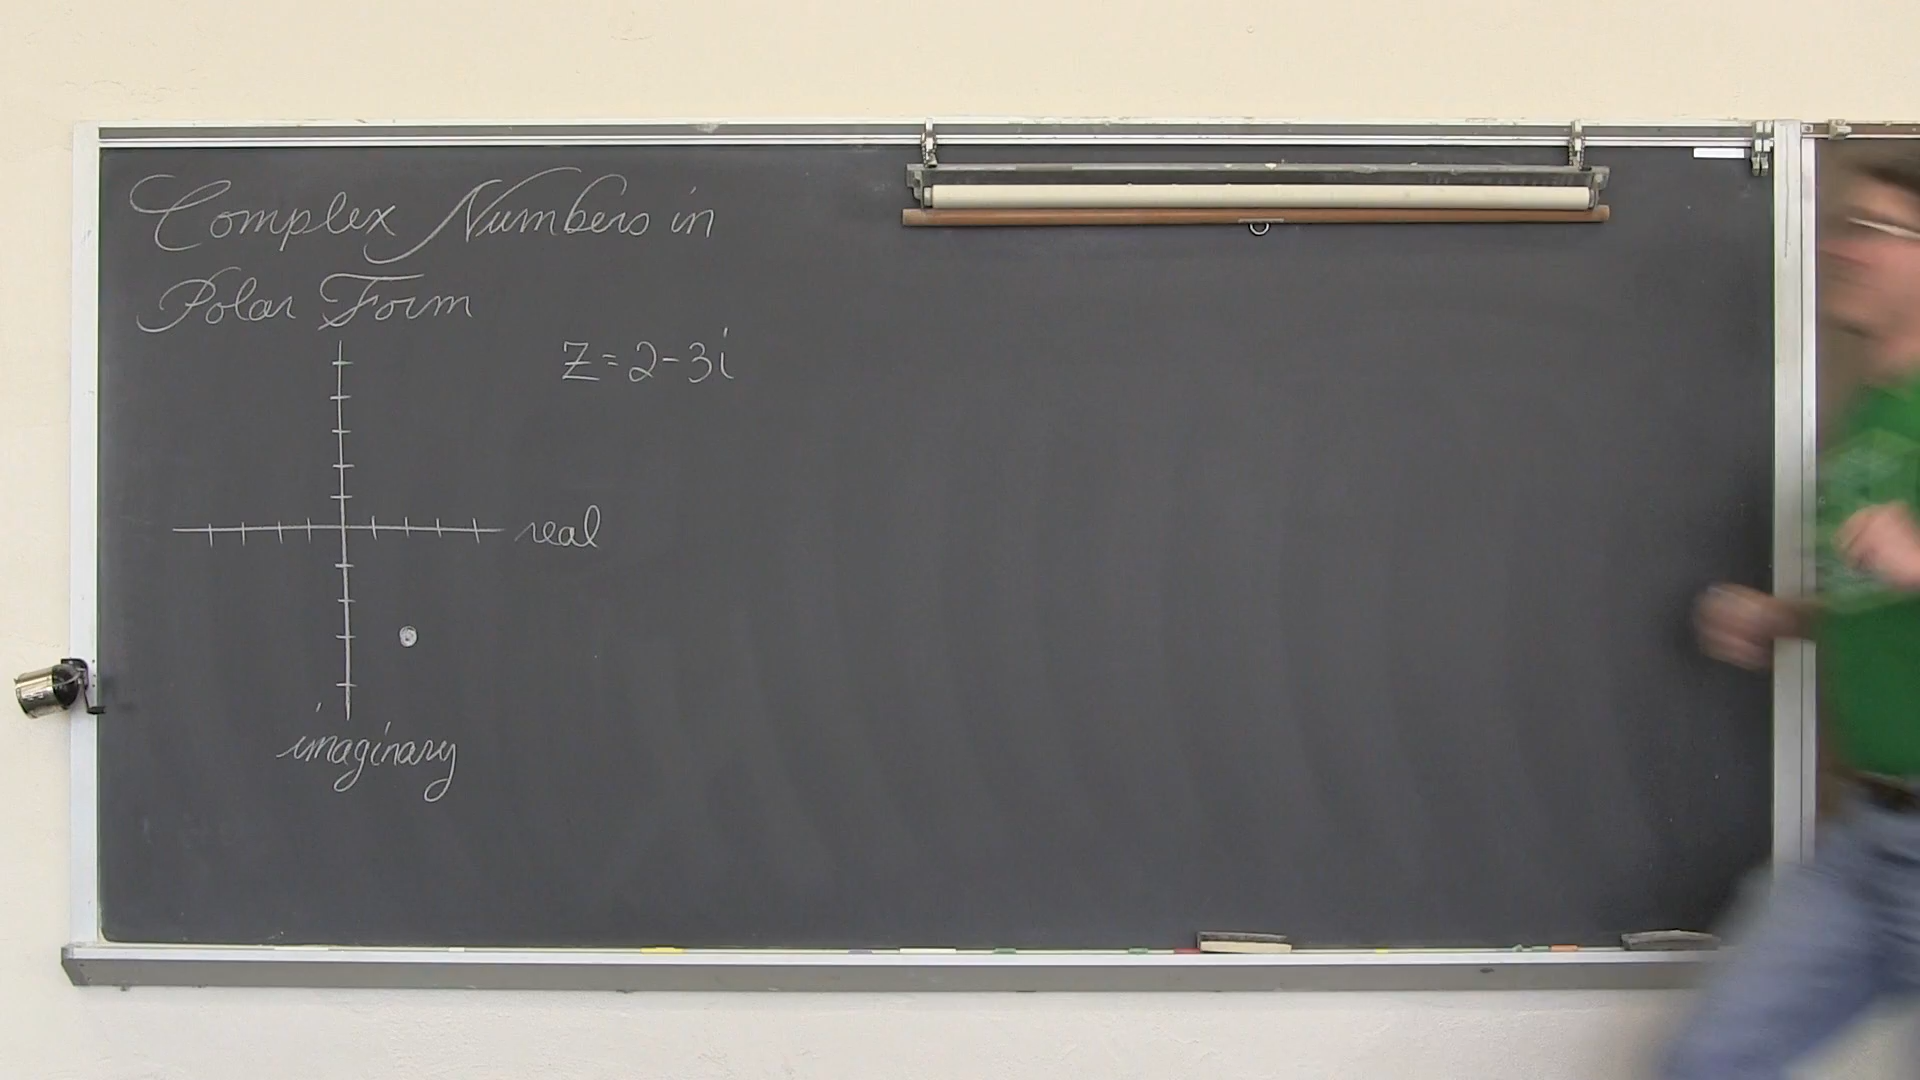 Complex Numbers in
Polar Form
z=2-3i
real
imaginary